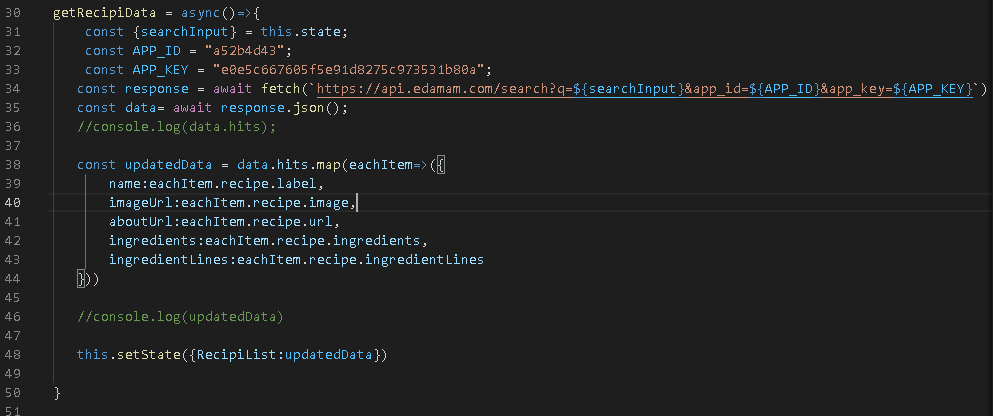 30 getRecipiData = async()=>{
31 const {searchInput} = this.state;
32 const APP_ID = "a52b4d43";
33 const APP_KEY = "e0e5c667605f5e91d8275c973531b80a";
34 const response = await fetch(`https://api.edamam.com/search?q=${searchInput}&app_id=${APP_ID}&app_key=${APP_KEY}`)
35 const data= await response.json();
36 //console.log(data.hits);
37
38 const updatedData = data.hits.map(eachItem=>({
39 name:eachItem.recipe.label,
40 imageUrl:eachItem.recipe.image,
41 aboutUrl:eachItem.recipe.url,
42 ingredients:eachItem.recipe.ingredients,
43 ingredientLines:eachItem.recipe.ingredientLines
44 }))
45
46 //console.log(updatedData)
47
48 this.setState({RecipiList:updatedData})
49
50 }
51